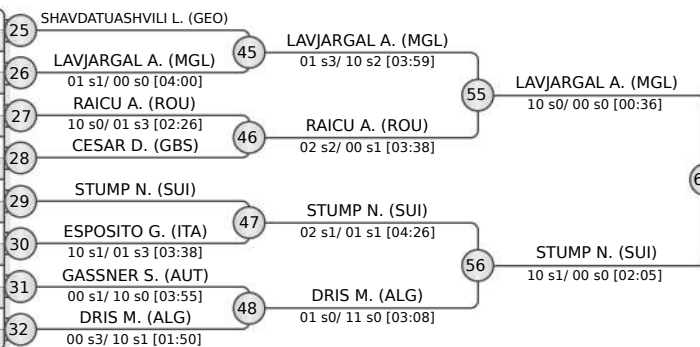 25
SHAVDATUASHVILI L. (GEO)
26
LAVJARGAL A. (MGL)
01 s1/ 00 s0 [04:00]
45
LAVJARGAL A. (MGL)
01 s3/ 10 s2 [03:59]
27
RAICU A. (ROU)
10 s0/ 01 s3 [02:26]
28
CESAR D. (GBS)
46
RAICU A. (ROU)
02 s2/ 00 s1 [03:38]
55
LAVJARGAL A. (MGL)
10 s0/ 00 s0 [00:36]
29
STUMP N. (SUI)
30
ESPOSITO G. (ITA)
10 s1/ 01 s3 [03:38]
47
STUMP N. (SUI)
02 s1/ 01 s1 [04:26]
31
GASSNER S. (AUT)
00 s1/ 10 s0 [03:55]
32
DRIS M. (ALG)
00 s3/ 10 s1 [01:50]
48
DRIS M. (ALG)
01 s0/ 11 s0 [03:08]
56
STUMP N. (SUI)
10 s1/ 00 s0 [02:05]